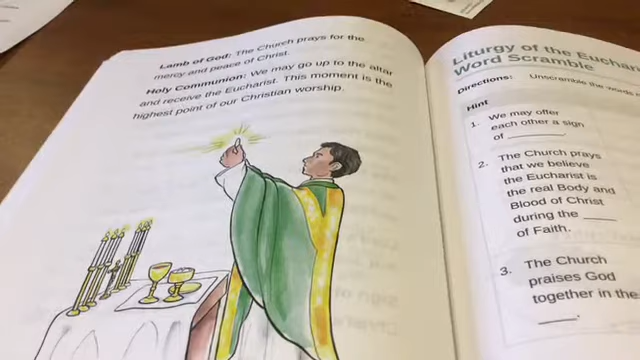 Lamb of God: The Church prays for the
mercy and peace of Christ.
Holy Communion: We may go up to the altar
and receive the Eucharist. This moment is the
highest point of our Christian worship.
Liturgy of the Euchari
Word Scramble
Directions: Unscramble the words
Hint
1. We may offer
each other a sign
of ________.
2. The Church prays
that we believe
the Eucharist is
the real Body and
Blood of Christ
during the _____
of Faith.
3. The Church
praises God
together in the
_____.